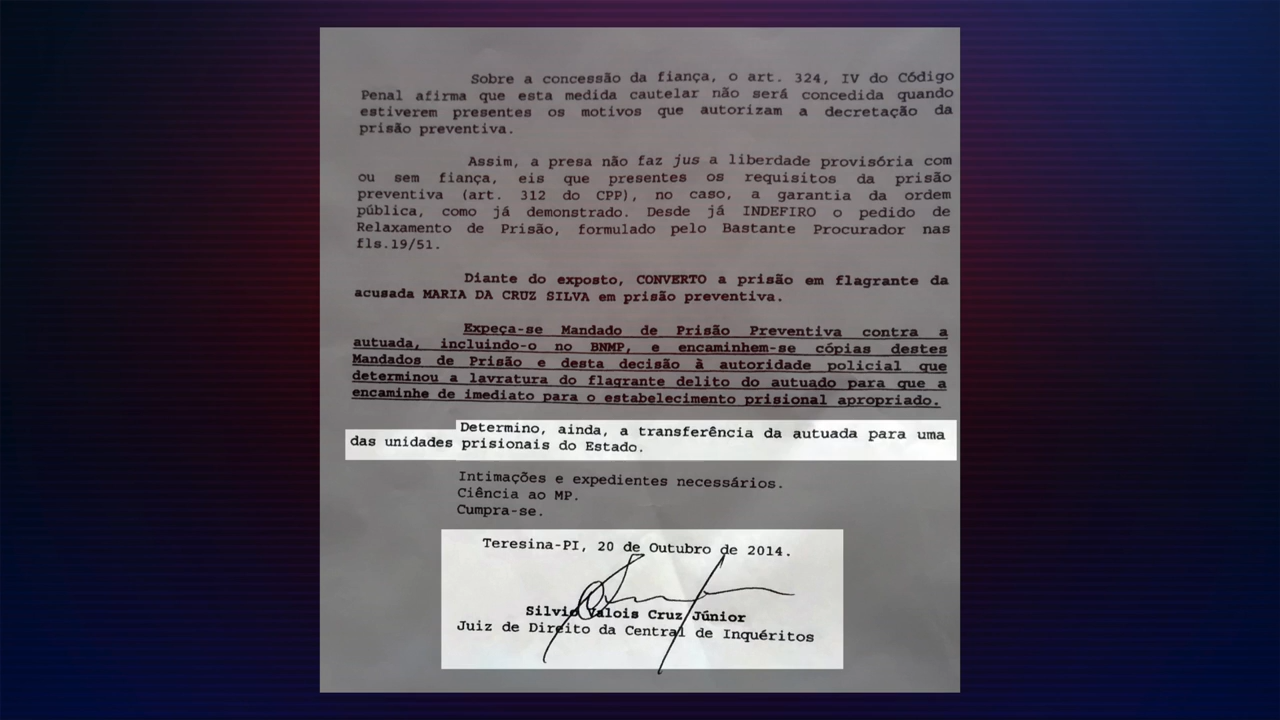 Sobre a concessão da fiança, o art. 324, IV do Código
Penal afirma que esta medida cautelar não será concedida quando
estiverem presentes os motivos que autorizam a decretação da
prisão preventiva.
Assim, a presa não faz jus a liberdade provisória com
ou sem fiança, eis que presentes os requisitos da prisão
preventiva (art. 312 do CPP), no caso, a garantia da ordem
pública, como já demonstrado. Desde já INDEFIRO o pedido de
Relaxamento de Prisão, formulado pelo Bastante Procurador nas
fls.19/51.
Diante do exposto, CONVERTO a prisão em flagrante da
acusada MARIA DA CRUZ SILVA em prisão preventiva.
Expeça-se Mandado de Prisão Preventiva contra a
autuada, incluindo-o no BNMP, e encaminhem-se cópias destes
Mandados de Prisão e desta decisão à autoridade policial que
determinou a lavratura do flagrante delito do autuado para que a
encaminhe de imediato para o estabelecimento prisional apropriado.
Determino, ainda, a transferência da autuada para uma
das unidades prisionais do Estado.
Intimações e expedientes necessários.
Ciência ao MP.
Cumpra-se.
Teresina-PI, 20 de Outubro de 2014.
Silvio Valois Cruz Júnior
Juiz de Direito da Central de Inquéritos